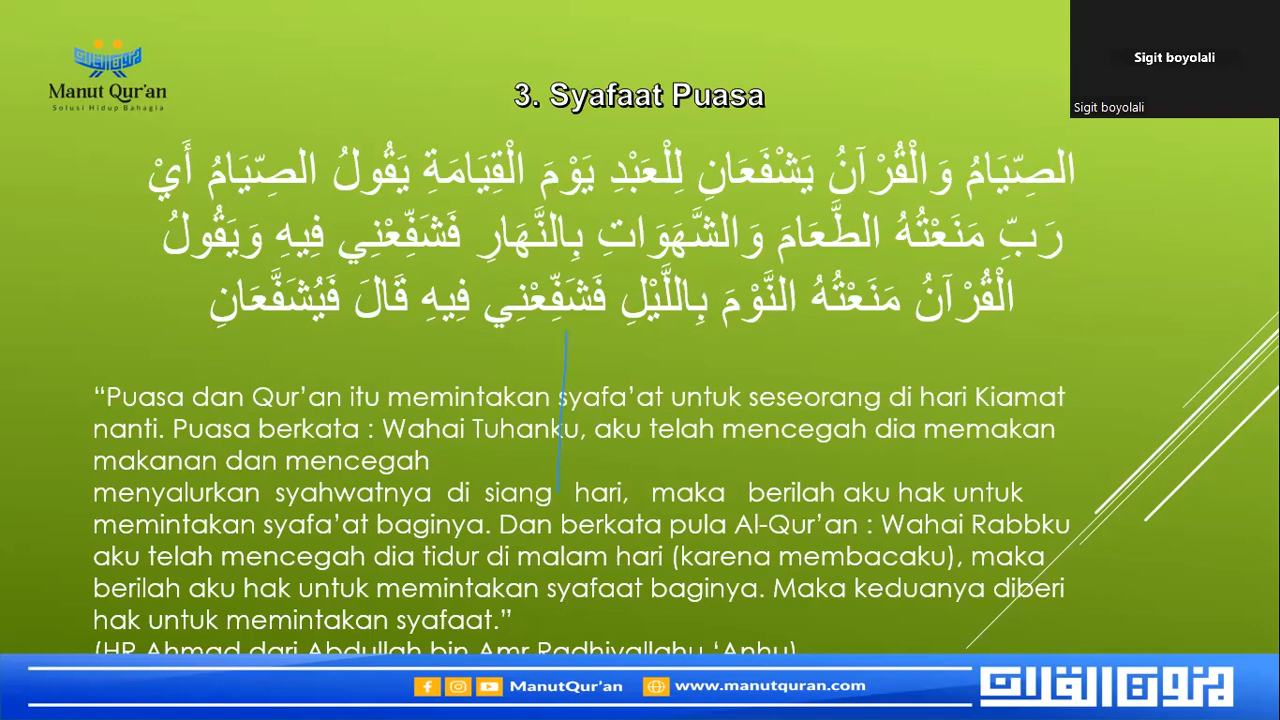 Manut Qur'an
Solusi Hidup Bahagia
Sigit boyolali
Sigit boyolali
3. Syafaat Puasa
الصِّيَامُ وَالْقُرْآنُ يَشْفَعَانِ لِلْعَبْدِ يَوْمَ الْقِيَامَةِ يَقُولُ الصِّيَامُ أَيْ
رَبِّ مَنَعْتُهُ الطَّعَامَ وَالشَّهَوَاتِ بِالنَّهَارِ فَشَفِّعْنِي فِيهِ وَيَقُولُ
الْقُرْآنُ مَنَعْتُهُ النَّوْمَ بِاللَّيْلِ فَشَفِّعْنِي فِيهِ قَالَ فَيُشَفَّعَانِ
“Puasa dan Qur’an itu memintakan syafa’at untuk seseorang di hari Kiamat
nanti. Puasa berkata : Wahai Tuhanku, aku telah mencegah dia memakan
makanan dan mencegah
menyalurkan syahwatnya di siang hari, maka berilah aku hak untuk
memintakan syafa’at baginya. Dan berkata pula Al-Qur’an : Wahai Rabbku
aku telah mencegah dia tidur di malam hari (karena membacaku), maka
berilah aku hak untuk memintakan syafaat baginya. Maka keduanya diberi
hak untuk memintakan syafaat.”
(HR Ahmad dari Abdullah bin Amr Radhiyallahu ‘Anhu)
ManutQur’an
www.manutquran.com